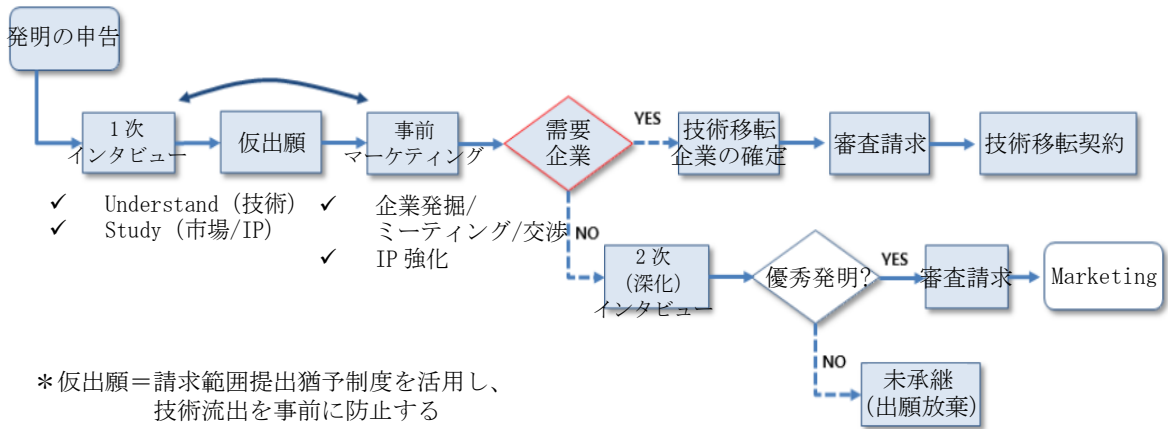 発明の申告
1次
インタビュー
仮出願
事前
マーケティング
需要
企業
YES
技術移転
企業の確定
審査請求
技術移転契約
✓ Understand (技術)
✓ Study (市場/IP)
✓ 企業発掘/
ミーティング/交渉
✓ IP 強化
NO
2次
(深化)
インタビュー
優秀発明?
YES
審査請求
Marketing
NO
未承継
(出願放棄)
＊仮出願＝請求範囲提出猶予制度を活用し、
技術流出を事前に防止する